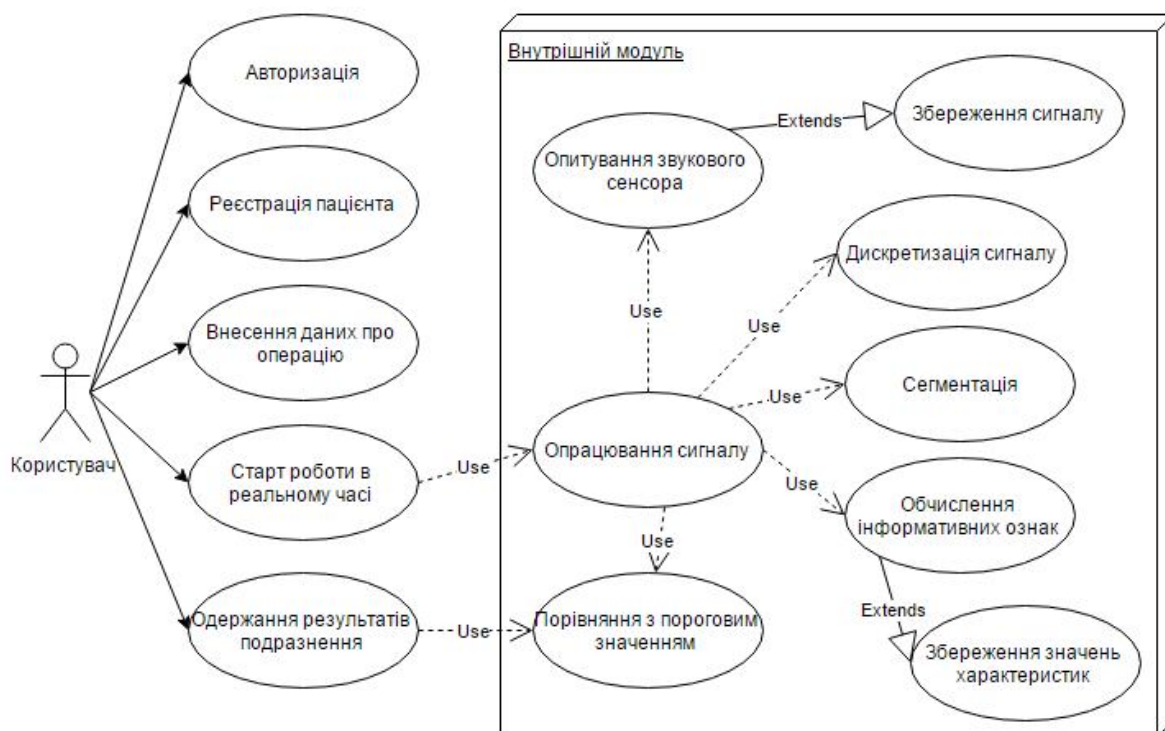 Авторизація
Реєстрація пацієнта
Внесення даних про
операцію
Користувач
Старт роботи в
реальному часі
Одержання результатів
подразнення
Use
Use
Внутрішній модуль
Опитування звукового
сенсора
Extends
Збереження сигналу
Use
Use
Дискретизація сигналу
Use
Сегментація
Опрацювання сигналу
Use
Обчислення
інформативних ознак
Use
Порівняння з пороговим
значенням
Extends
Збереження значень
характеристик